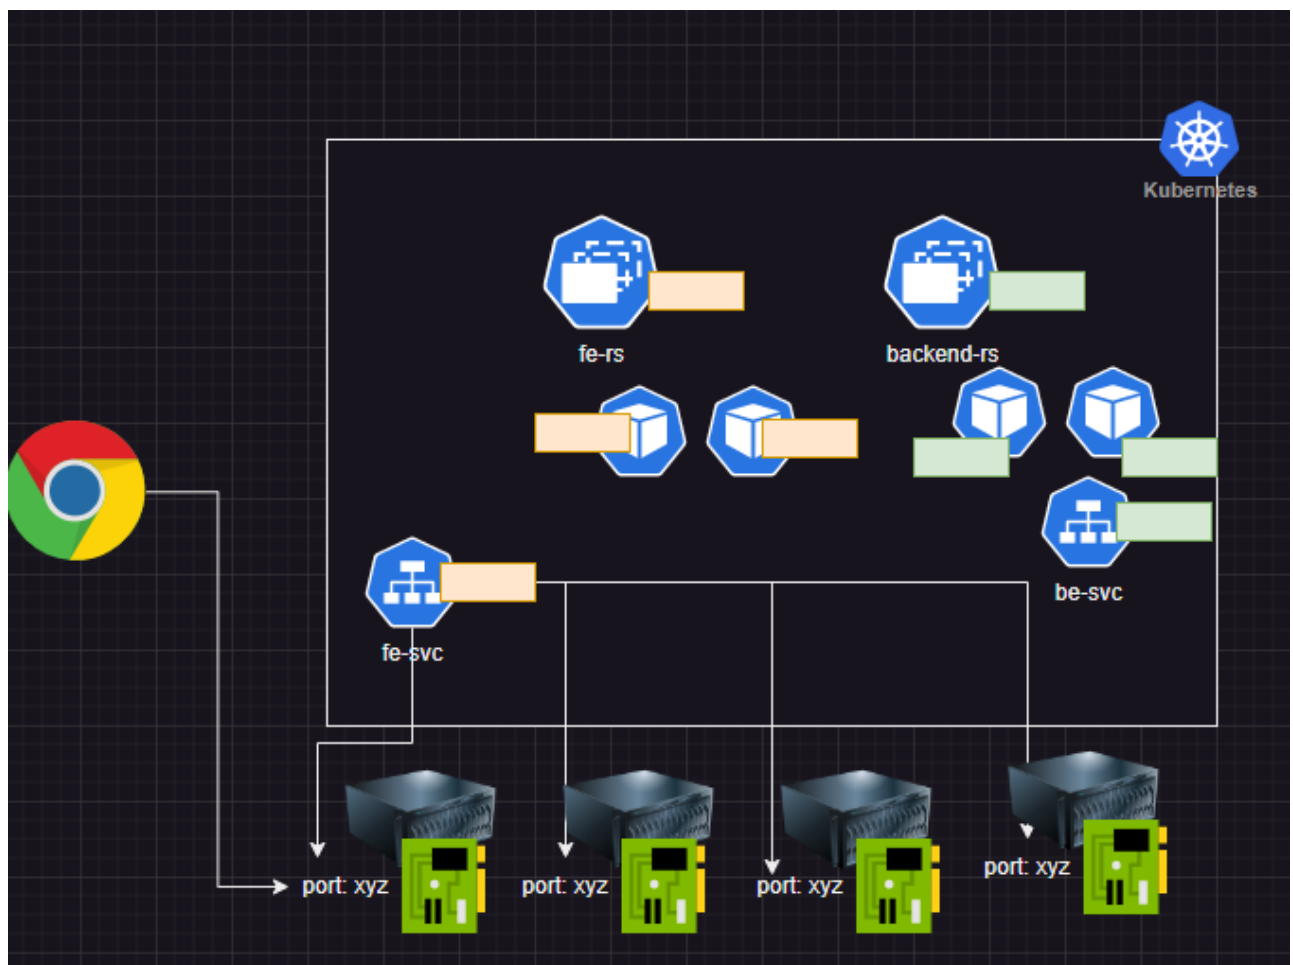 Kubernetes
fe-rs
backend-rs
be-svc
fe-svc
port: xyz
port: xyz
port: xyz
port: xyz